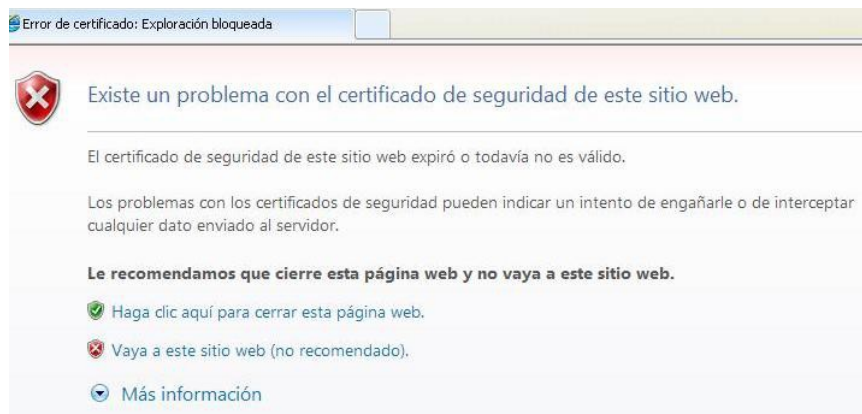 Error de certificado: Exploración bloqueada
Existe un problema con el certificado de seguridad de este sitio web.
El certificado de seguridad de este sitio web expiró o todavía no es válido.
Los problemas con los certificados de seguridad pueden indicar un intento de engañarle o de interceptar
cualquier dato enviado al servidor.
Le recomendamos que cierre esta página web y no vaya a este sitio web.
Haga clic aquí para cerrar esta página web.
Vaya a este sitio web (no recomendado).
Más información